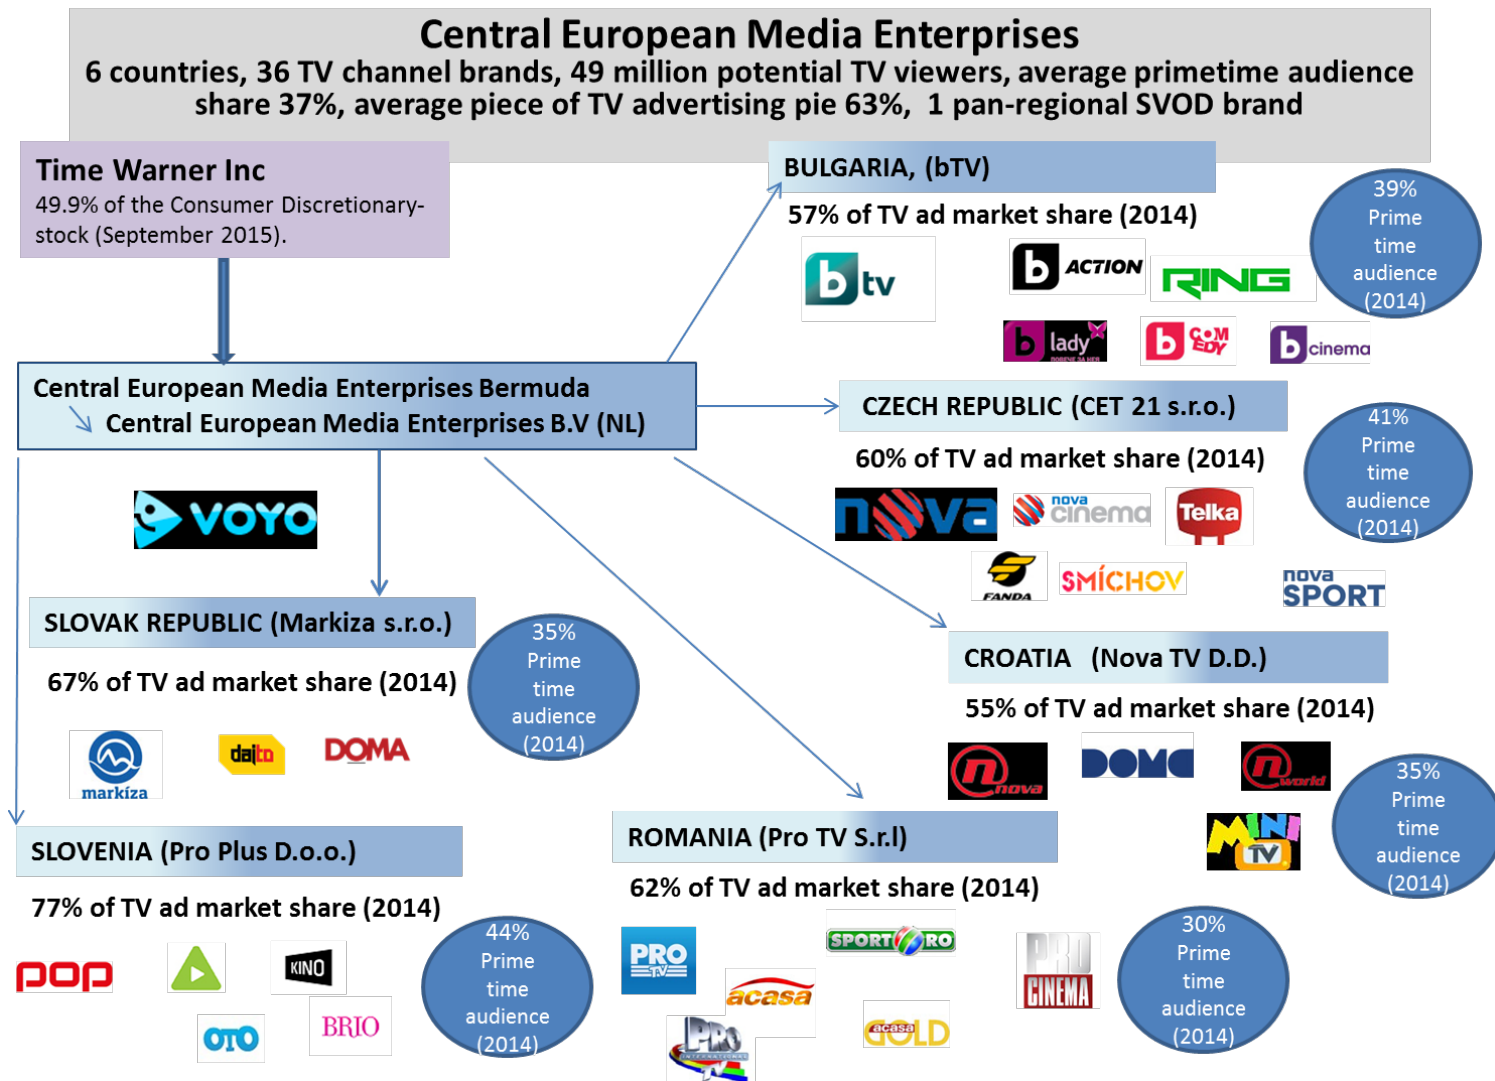 Central European Media Enterprises
6 countries, 36 TV channel brands, 49 million potential TV viewers, average primetime audience
share 37%, average piece of TV advertising pie 63%, 1 pan-regional SVOD brand
Time Warner Inc
49.9% of the Consumer Discretionary-
stock (September 2015).
Central European Media Enterprises Bermuda
Central European Media Enterprises B.V (NL)
VOYO
BULGARIA, (bTV)
57% of TV ad market share (2014)
39%
Prime
time
audience
(2014)
b tv
b ACTION
RING
b lady
ПОВЕЧЕ ЗА НЕЯ
b COMEDY
b cinema
CZECH REPUBLIC (CET 21 s.r.o.)
60% of TV ad market share (2014)
41%
Prime
time
audience
(2014)
nova
nova
cinema
Telka
FANDA
SMÍCHOV
nova
SPORT
SLOVAK REPUBLIC (Markiza s.r.o.)
67% of TV ad market share (2014)
35%
Prime
time
audience
(2014)
markíza
dajto
DOMA
CROATIA (Nova TV D.D.)
55% of TV ad market share (2014)
35%
Prime
time
audience
(2014)
n nova
DOMA
n world
MINI
TV
SLOVENIA (Pro Plus D.o.o.)
77% of TV ad market share (2014)
44%
Prime
time
audience
(2014)
pop
KINO
OTO
BRIO
ROMANIA (Pro TV S.r.l)
62% of TV ad market share (2014)
30%
Prime
time
audience
(2014)
PRO
TV
SPORT RO
PRO
CINEMA
acasa
PRO
INTERNATIONAL
TV
acasa
GOLD